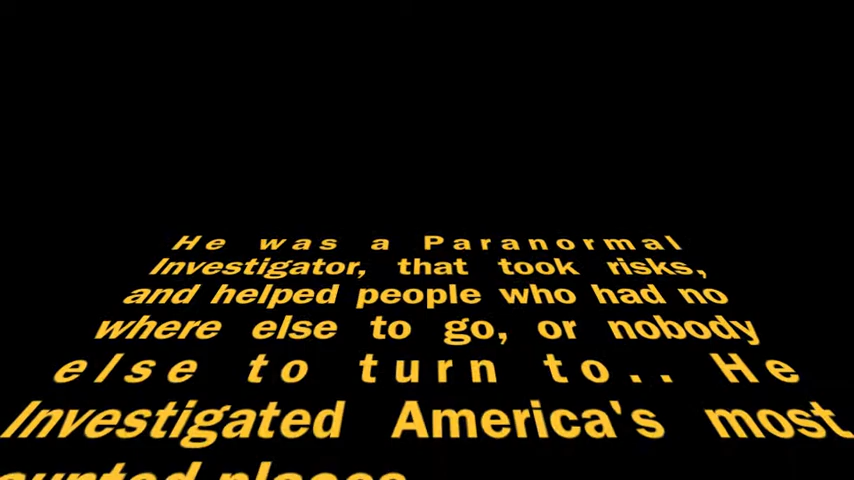 He was a Paranormal
Investigator, that took risks,
and helped people who had no
where else to go, or nobody
else to turn to.. He
Investigated America's most
places